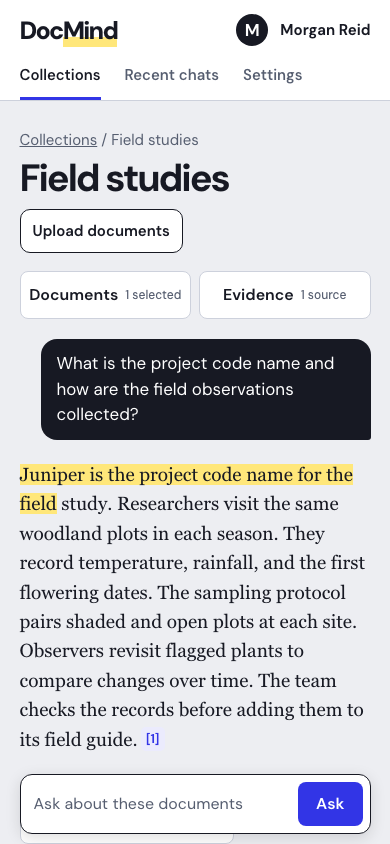 DocMind
M Morgan Reid
Collections Recent chats Settings
Collections / Field studies
Field studies
Upload documents
Documents 1 selected Evidence 1 source
What is the project code name and
how are the field observations
collected?
Juniper is the project code name for the
field study. Researchers visit the same
woodland plots in each season. They
record temperature, rainfall, and the first
flowering dates. The sampling protocol
pairs shaded and open plots at each site.
Observers revisit flagged plants to
compare changes over time. The team
checks the records before adding them to
its field guide. [1]
Ask about these documents Ask